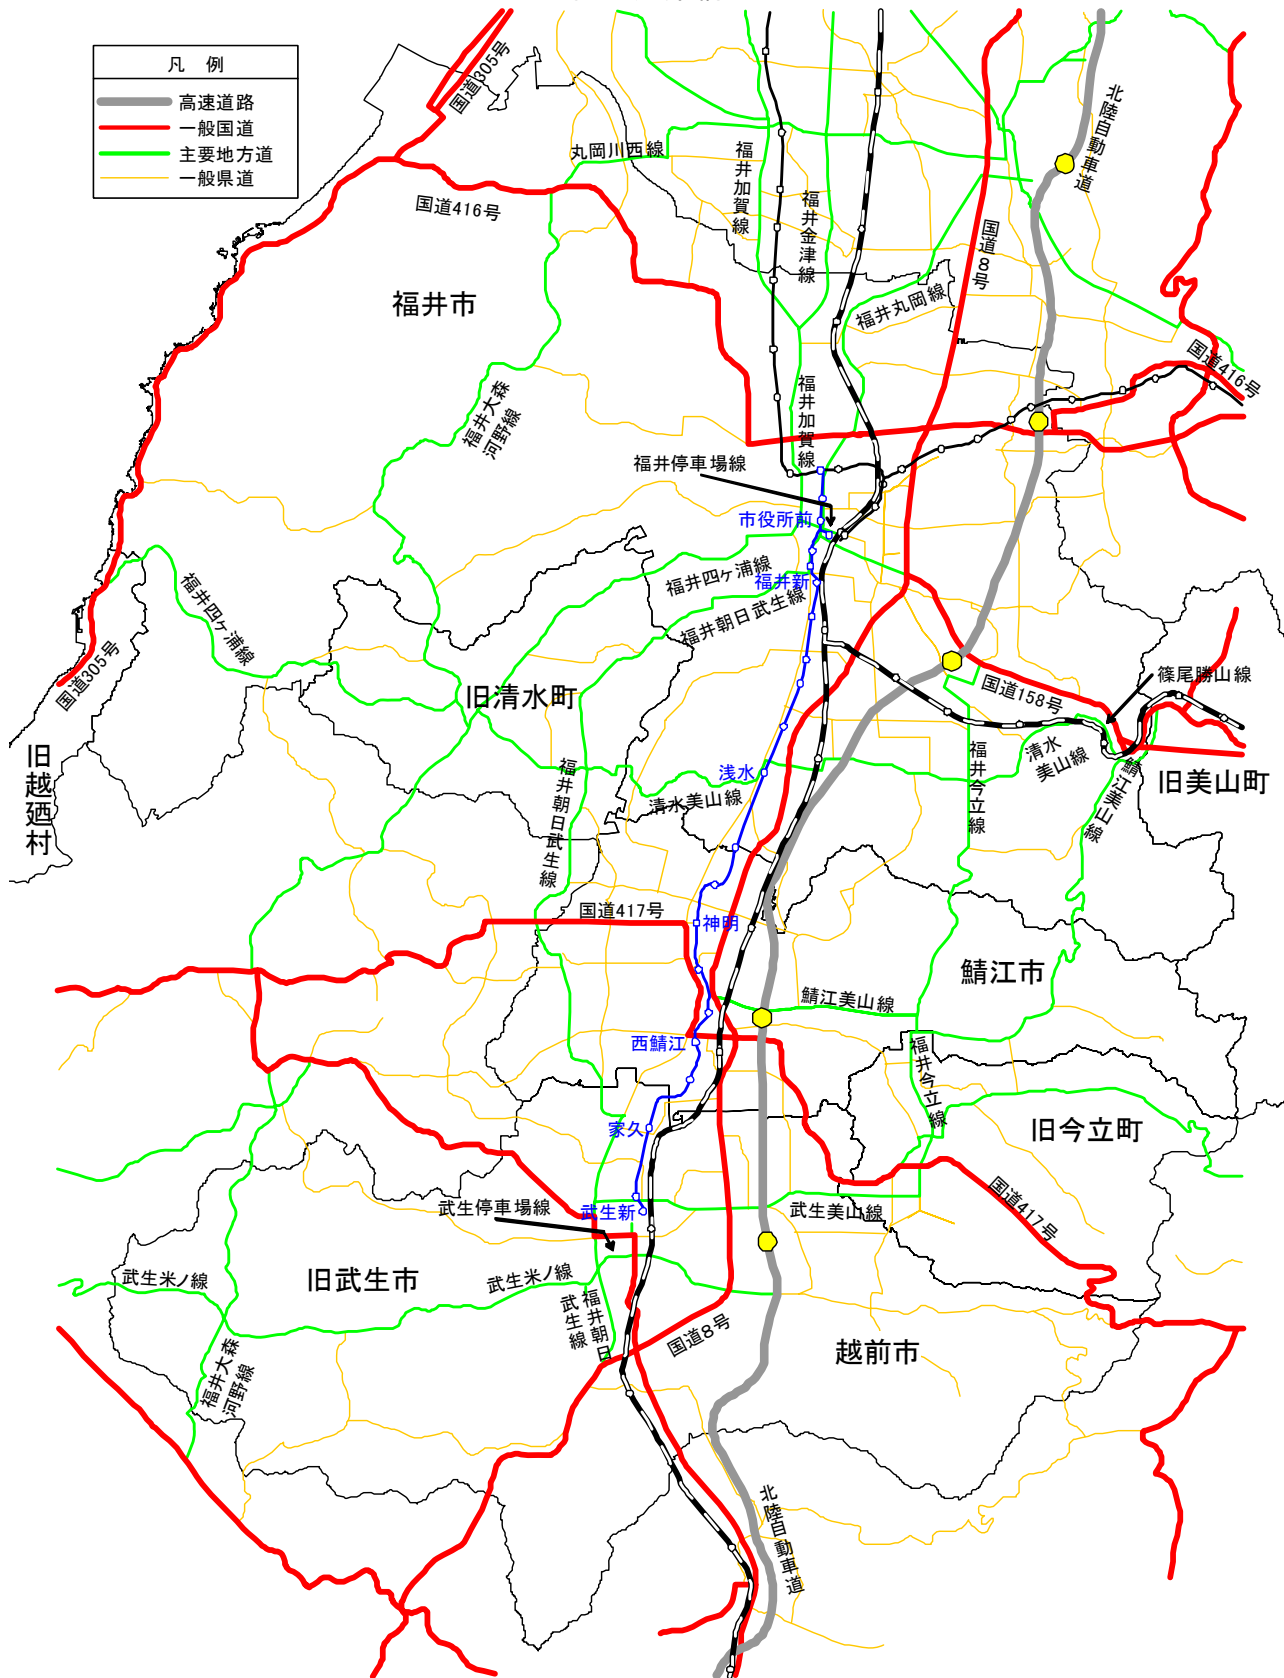 凡 例
高速道路
一般国道
主要地方道
一般県道
国道305号
北陸自動車道
丸岡川西線
福井加賀線
国道416号
福井金津線
国道8号
福井市
福井丸岡線
国道416号
福井大森
河野線
福井加賀線
福井停車場線
市役所前
福井四ヶ浦線
福井新
福井朝日武生線
福井四ヶ浦線
国道305号
旧清水町
篠尾勝山線
国道158号
旧越廼村
浅水
清水美山線
福井今立線
清水
美山線
鯖江美山線
旧美山町
福井朝日武生線
国道417号
神明
鯖江市
鯖江美山線
西鯖江
福井今立線
家久
旧今立町
武生停車場線
武生新
武生美山線
国道417号
武生米ノ線
旧武生市
武生米ノ線
福井朝日
武生線
国道8号
越前市
福井大森
河野線
北陸自動車道